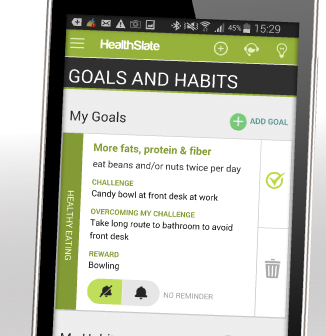 45% 15:29
HealthSlate
GOALS AND HABITS
My Goals
ADD GOAL
More fats, protein & fiber
eat beans and/or nuts twice per day
CHALLENGE
Candy bowl at front desk at work
OVERCOMING MY CHALLENGE
Take long route to bathroom to avoid
front desk
REWARD
Bowling
NO REMINDER
HEALTHY EATING